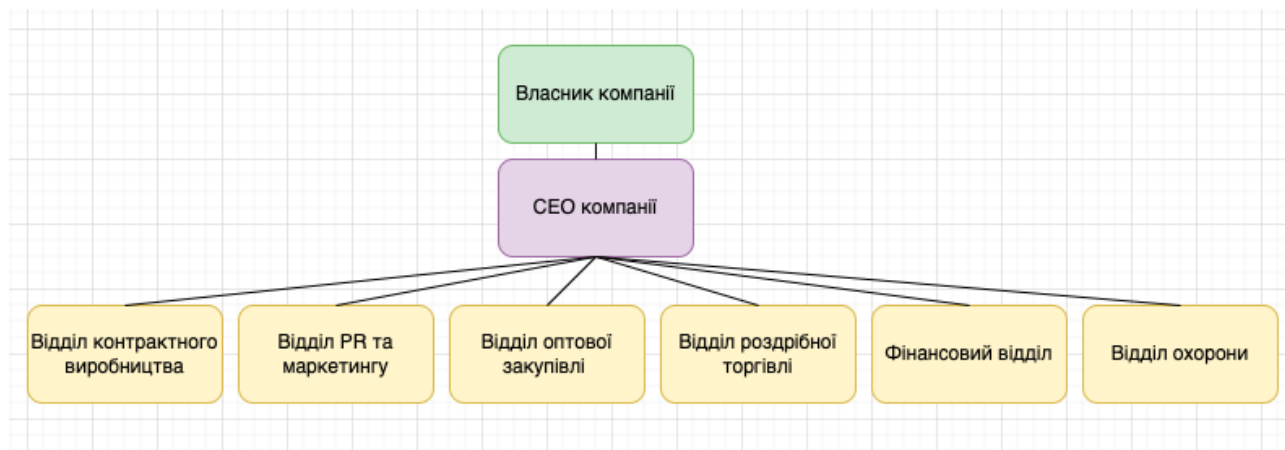 Власник компанії
CEO компанії
Відділ контрактного
виробництва
Відділ PR та
маркетингу
Відділ оптової
закупівлі
Відділ роздрібної
торгівлі
Фінансовий відділ
Відділ охорони